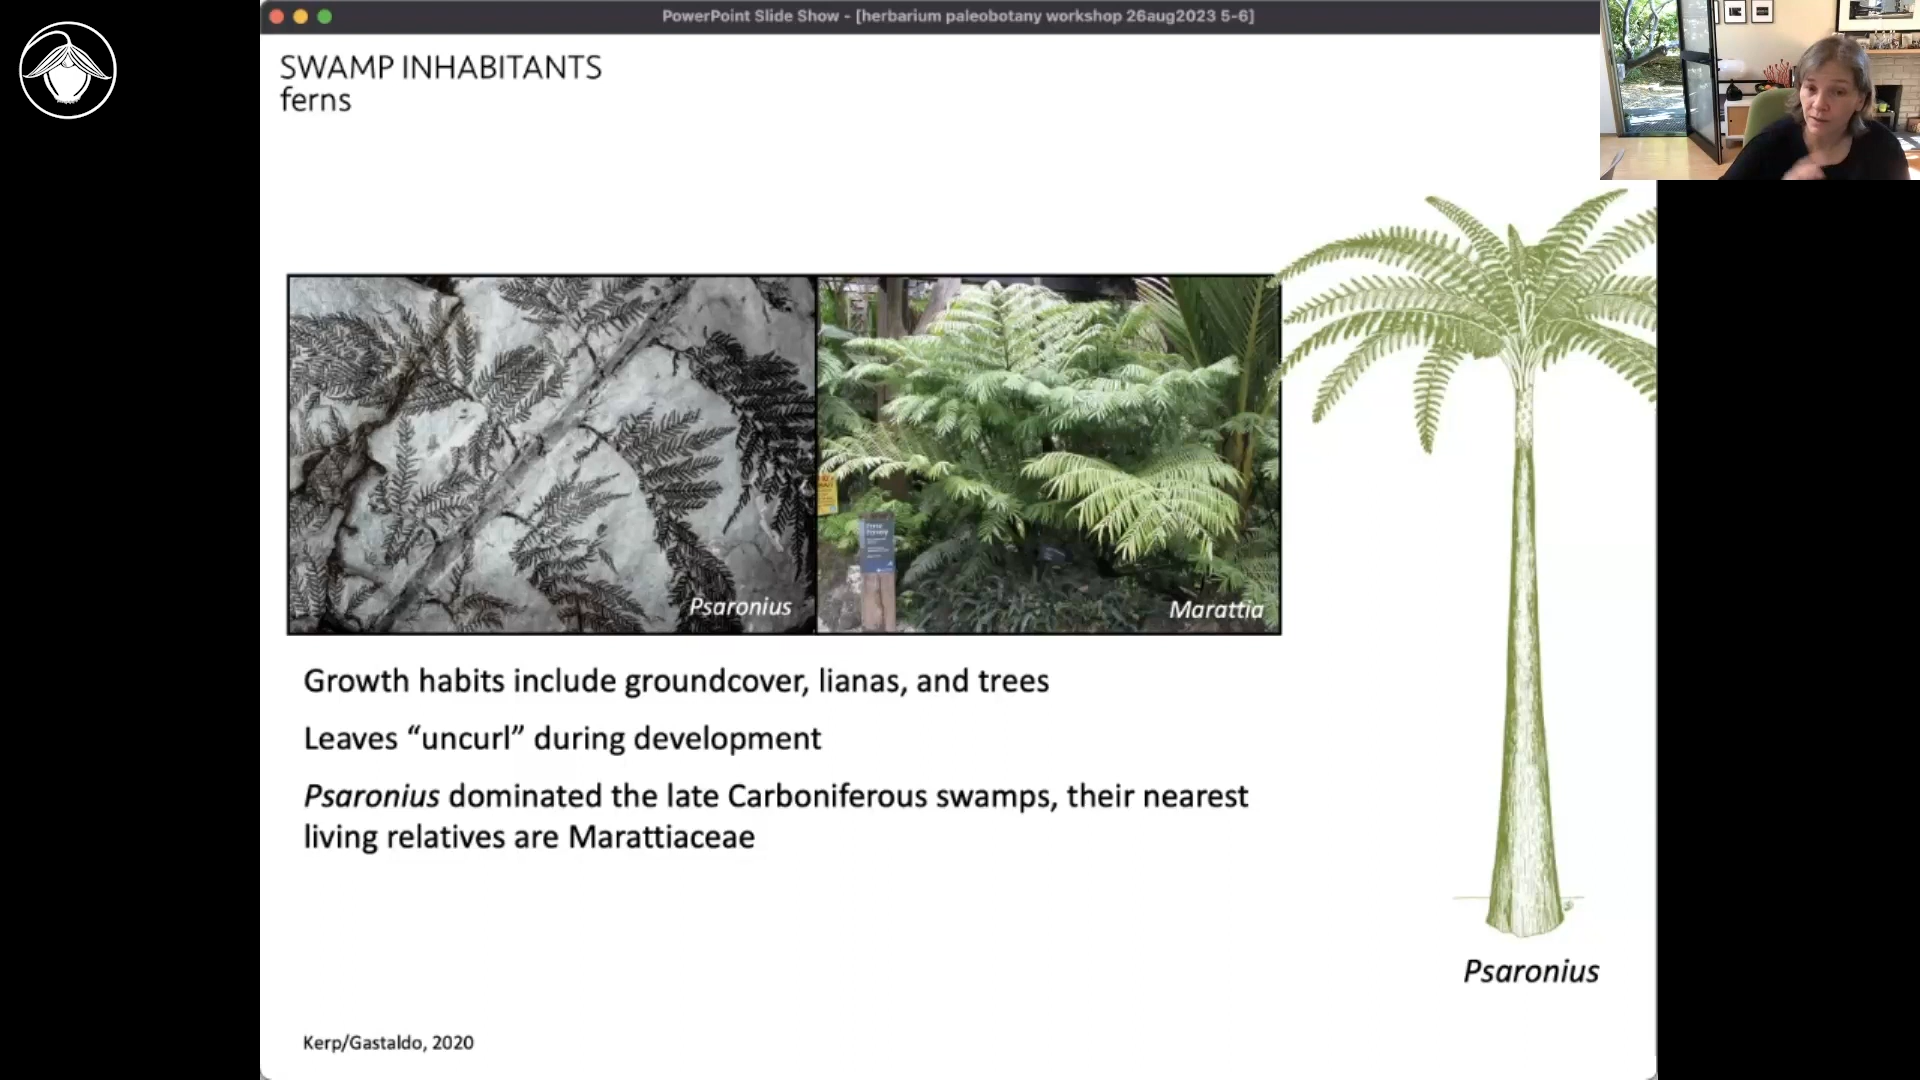 PowerPoint Slide Show - [herbarium paleobotany workshop 26aug2023 5-6]
SWAMP INHABITANTS
ferns
Psaronius
Marattia
Growth habits include groundcover, lianas, and trees
Leaves “uncurl” during development
Psaronius dominated the late Carboniferous swamps, their nearest
living relatives are Marattiaceae
Psaronius
Kerp/Gastaldo, 2020